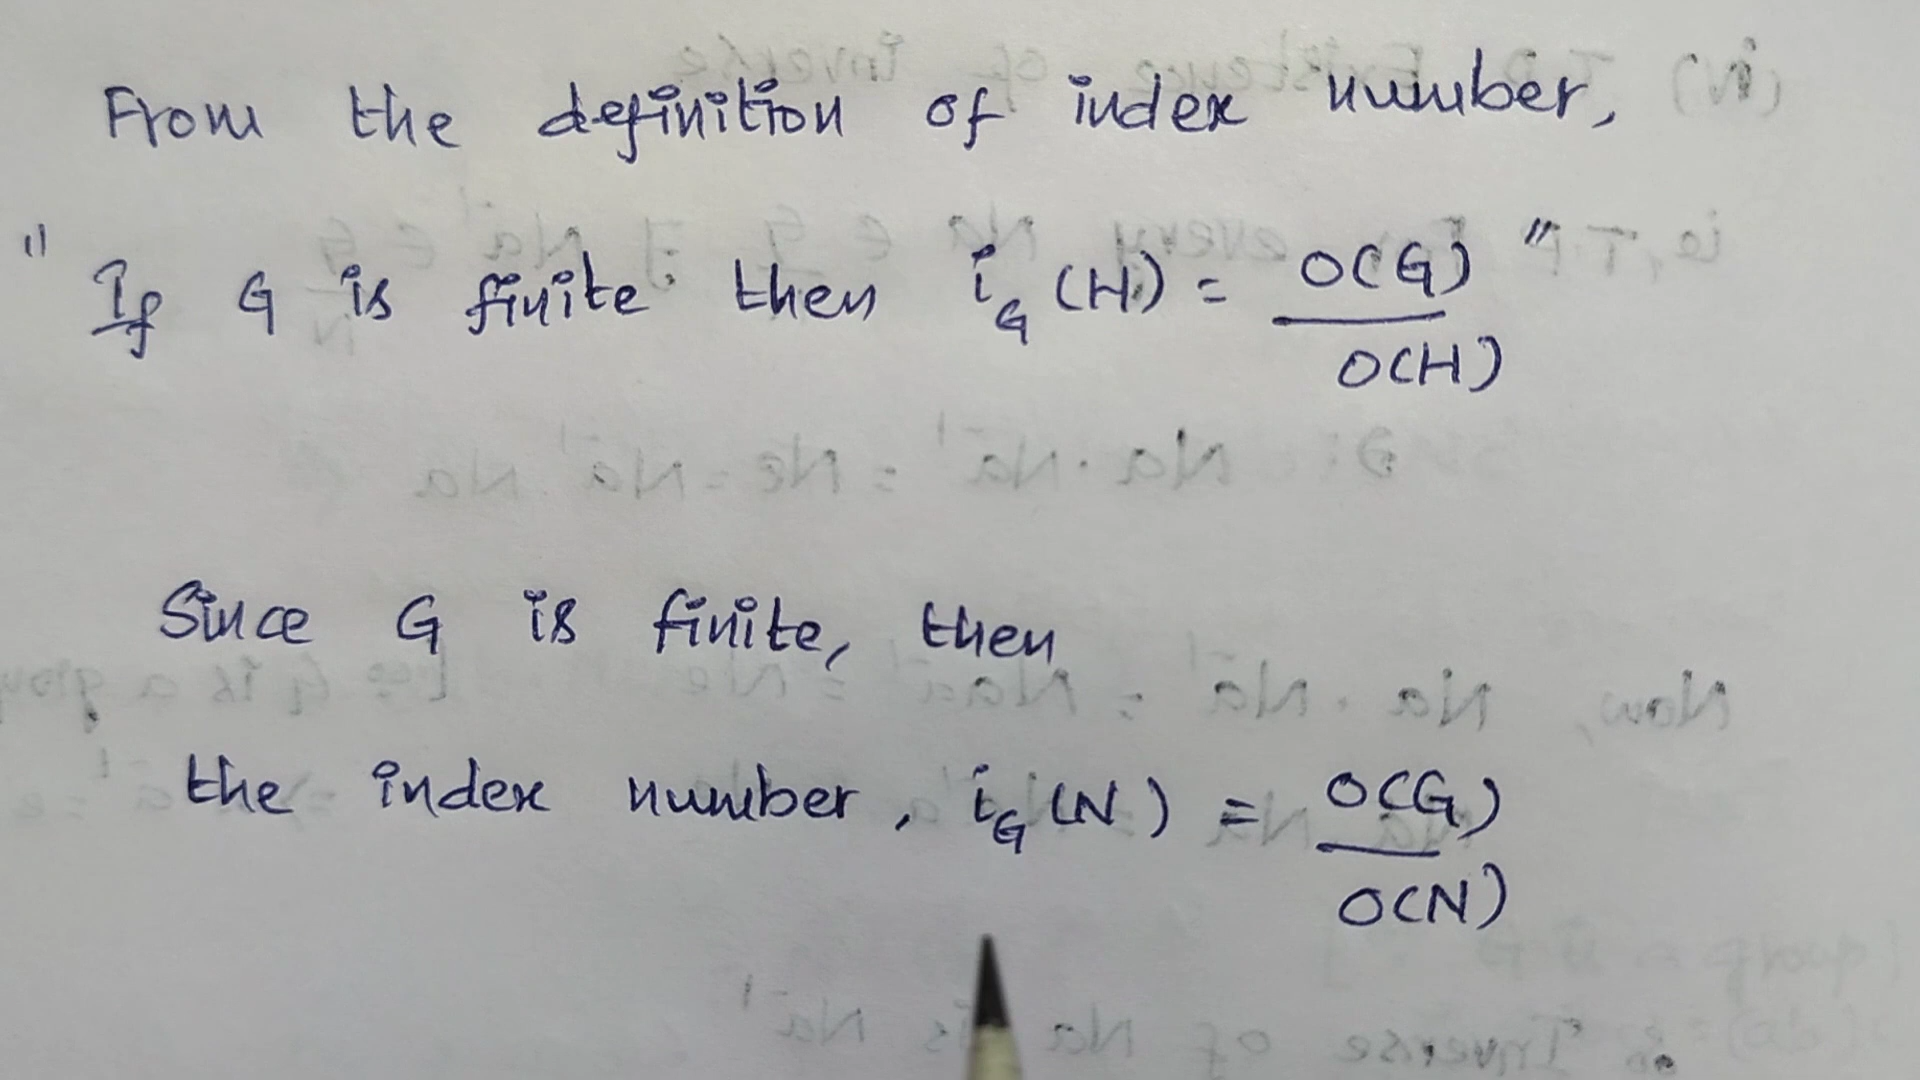 From the definition of index number,
" If G is finite then i_G (H) = O(G) / O(H) "
Since G is finite, then
the index number, i_G (N) = O(G) / O(N)